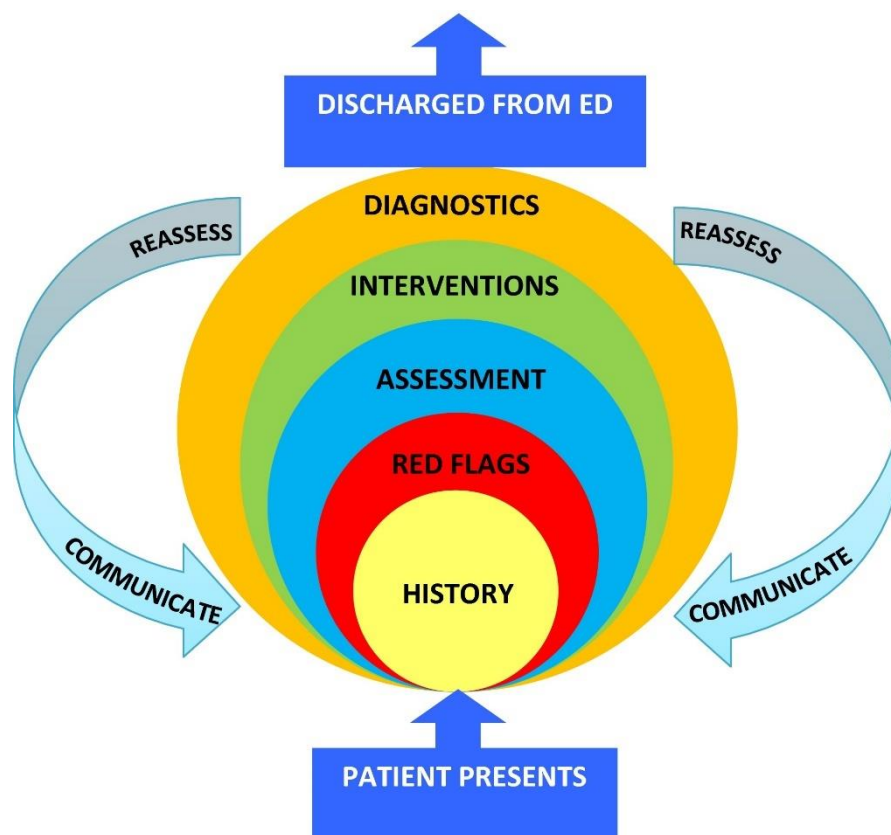 DISCHARGED FROM ED
DIAGNOSTICS
REASSESS
REASSESS
INTERVENTIONS
ASSESSMENT
RED FLAGS
COMMUNICATE
COMMUNICATE
HISTORY
PATIENT PRESENTS